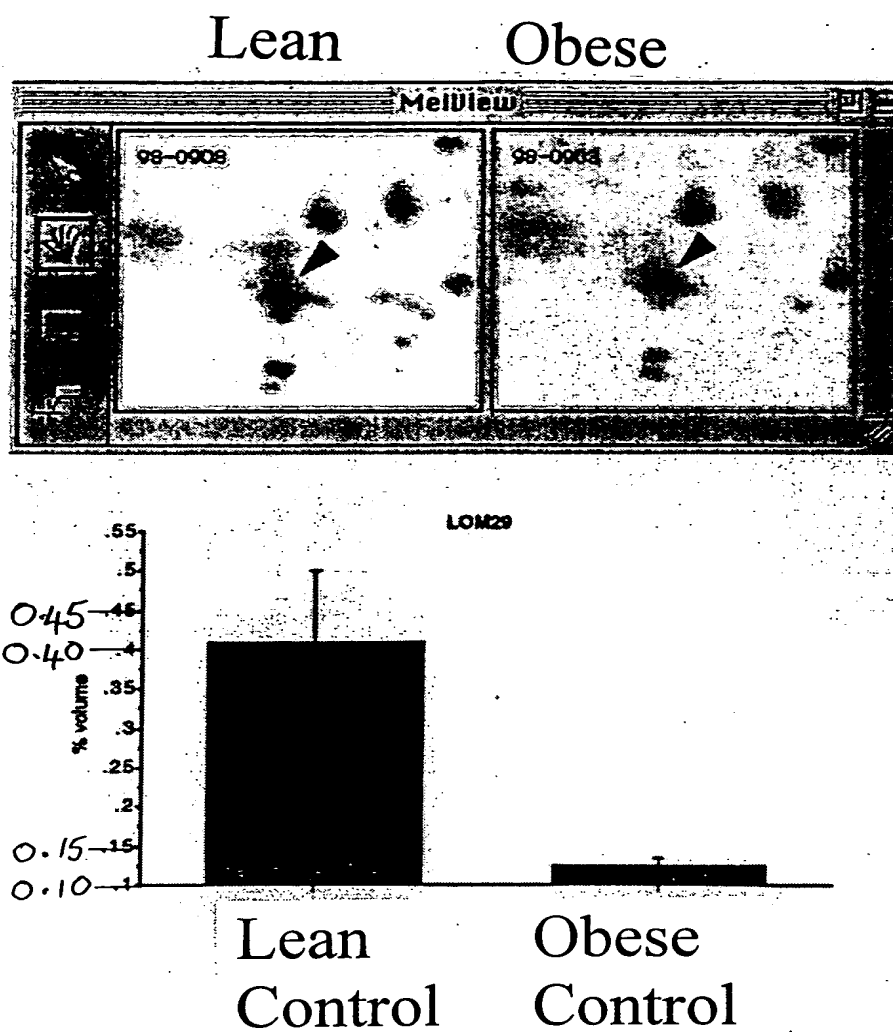 Lean Obese
MelView
98-0908 98-0903
LOM29
.55
.5
0.45 .45
0.40 .4
.35
% volume
.3
.25
.2
0.15 .15
0.10 .1
Lean Control
Obese Control